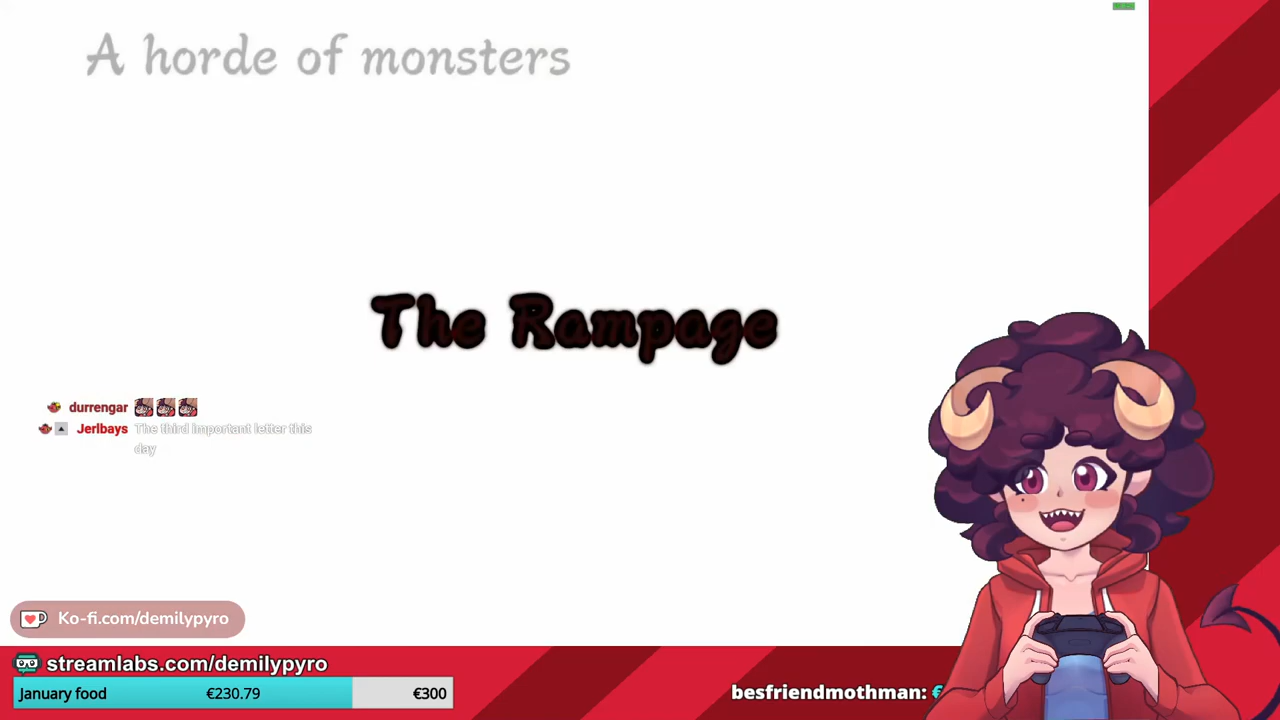 A horde of monsters
The Rampage
durrengar
Jerlbays The third important letter this
day
Ko-fi.com/demilypyro
streamlabs.com/demilypyro
January food €230.79 €300
besfriendmothman: €